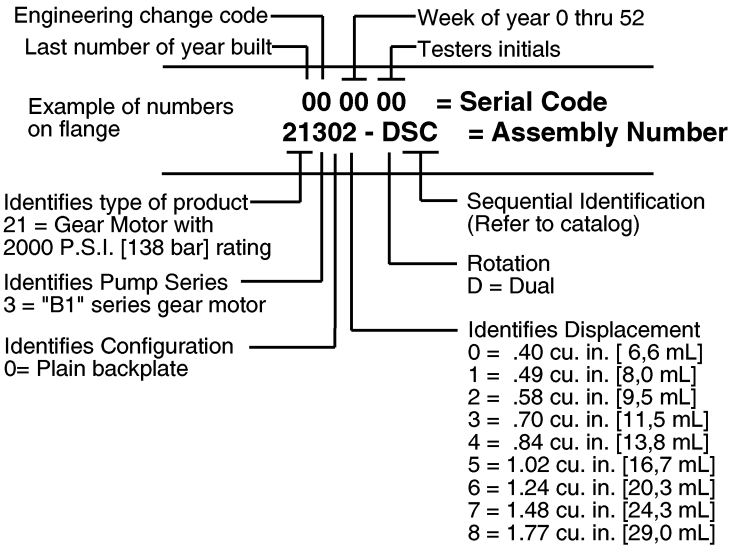 Engineering change code
Week of year 0 thru 52
Last number of year built
Testers initials
Example of numbers
on flange
00 00 00 = Serial Code
21302 - DSC = Assembly Number
Identifies type of product
21 = Gear Motor with
2000 P.S.I. [138 bar] rating
Identifies Pump Series
3 = "B1" series gear motor
Identifies Configuration
0= Plain backplate
Sequential Identification
(Refer to catalog)
Rotation
D = Dual
Identifies Displacement
0 = .40 cu. in. [ 6,6 mL]
1 = .49 cu. in. [8,0 mL]
2 = .58 cu. in. [9,5 mL]
3 = .70 cu. in. [11,5 mL]
4 = .84 cu. in. [13,8 mL]
5 = 1.02 cu. in. [16,7 mL]
6 = 1.24 cu. in. [20,3 mL]
7 = 1.48 cu. in. [24,3 mL]
8 = 1.77 cu. in. [29,0 mL]